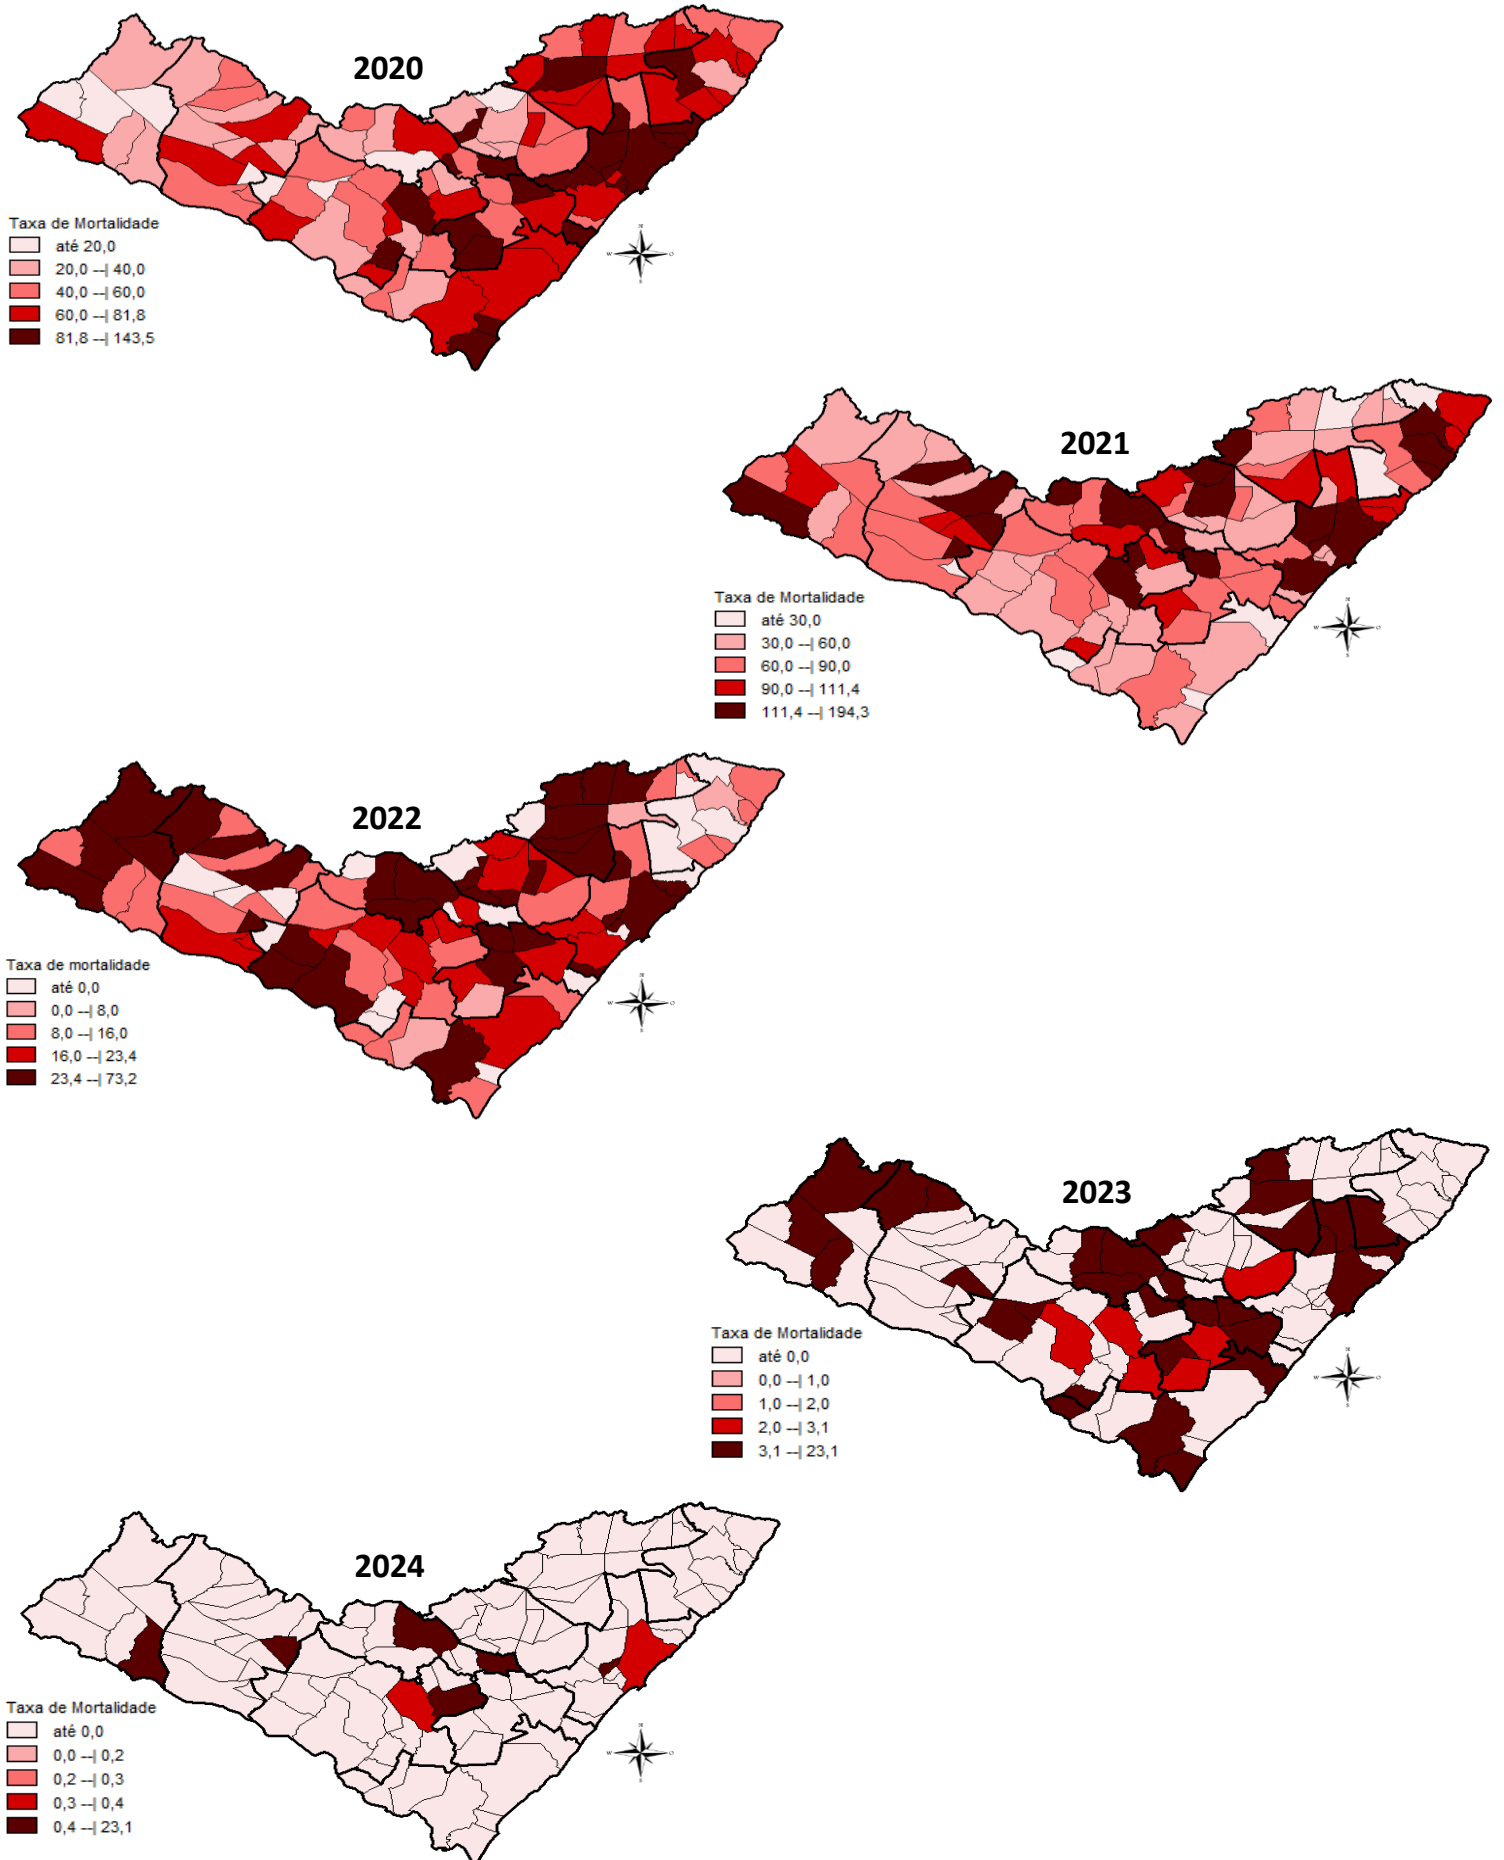 2020
Taxa de Mortalidade
até 20,0
20,0 --| 40,0
40,0 --| 60,0
60,0 --| 81,8
81,8 --| 143,5
N
W
O
S
2021
Taxa de Mortalidade
até 30,0
30,0 --| 60,0
60,0 --| 90,0
90,0 --| 111,4
111,4 --| 194,3
N
W
O
S
2022
Taxa de mortalidade
até 0,0
0,0 --| 8,0
8,0 --| 16,0
16,0 --| 23,4
23,4 --| 73,2
N
W
O
S
2023
Taxa de Mortalidade
até 0,0
0,0 --| 1,0
1,0 --| 2,0
2,0 --| 3,1
3,1 --| 23,1
N
W
O
S
2024
Taxa de Mortalidade
até 0,0
0,0 --| 0,2
0,2 --| 0,3
0,3 --| 0,4
0,4 --| 23,1
N
W
O
S